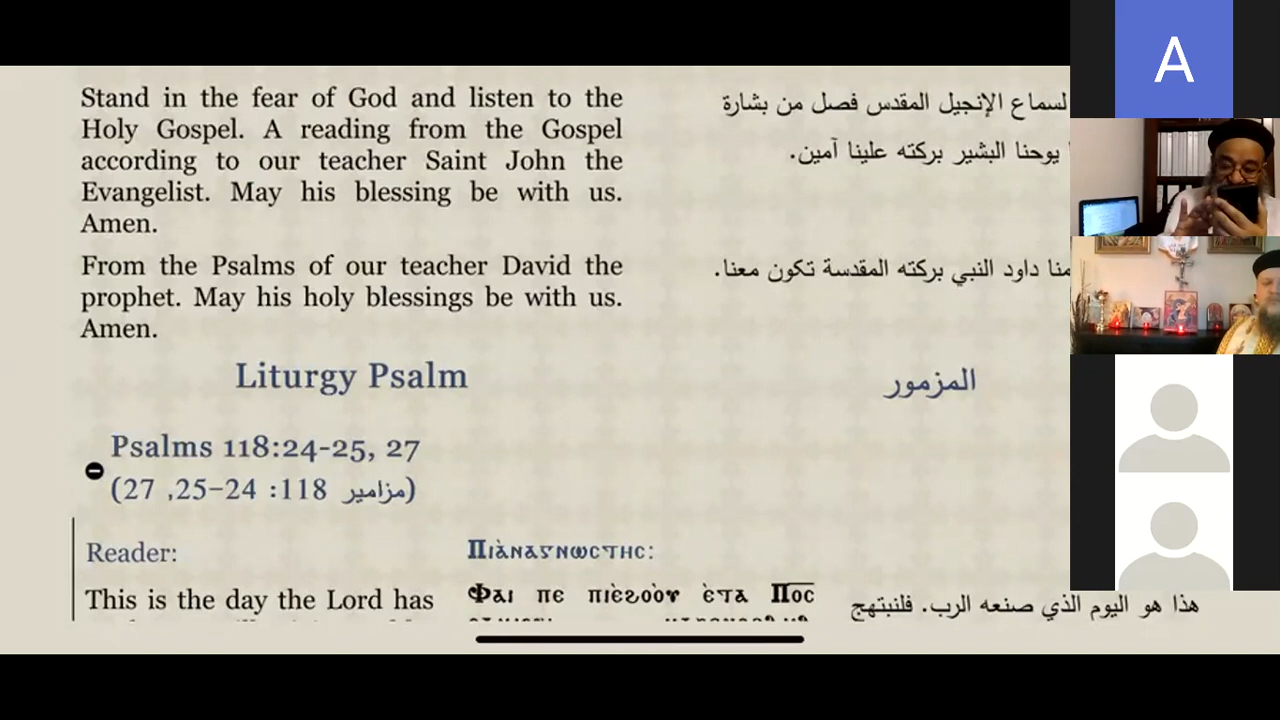 Stand in the fear of God and listen to the
Holy Gospel. A reading from the Gospel
according to our teacher Saint John the
Evangelist. May his blessing be with us.
Amen.
لسماع الإنجيل المقدس فصل من بشارة
يوحنا البشير بركته علينا آمين.
From the Psalms of our teacher David the
prophet. May his holy blessings be with us.
Amen.
داود النبي بركته المقدسة تكون معنا.
Liturgy Psalm
المزمور
Psalms 118:24-25, 27
(مزامير 118: 24-25, 27)
Reader:
Ⲡⲓⲁ̀ⲛⲁⲅⲛⲱⲥⲧⲏⲥ:
This is the day the Lord has
Ⲫⲁⲓ ⲡⲉ ⲡⲓⲉ̀ϩⲟⲟⲩ ⲉ̀ⲧⲁ Ⲡ̅ⲟ̅ⲥ̅
هذا هو اليوم الذي صنعه الرب. فلنبتهج
A